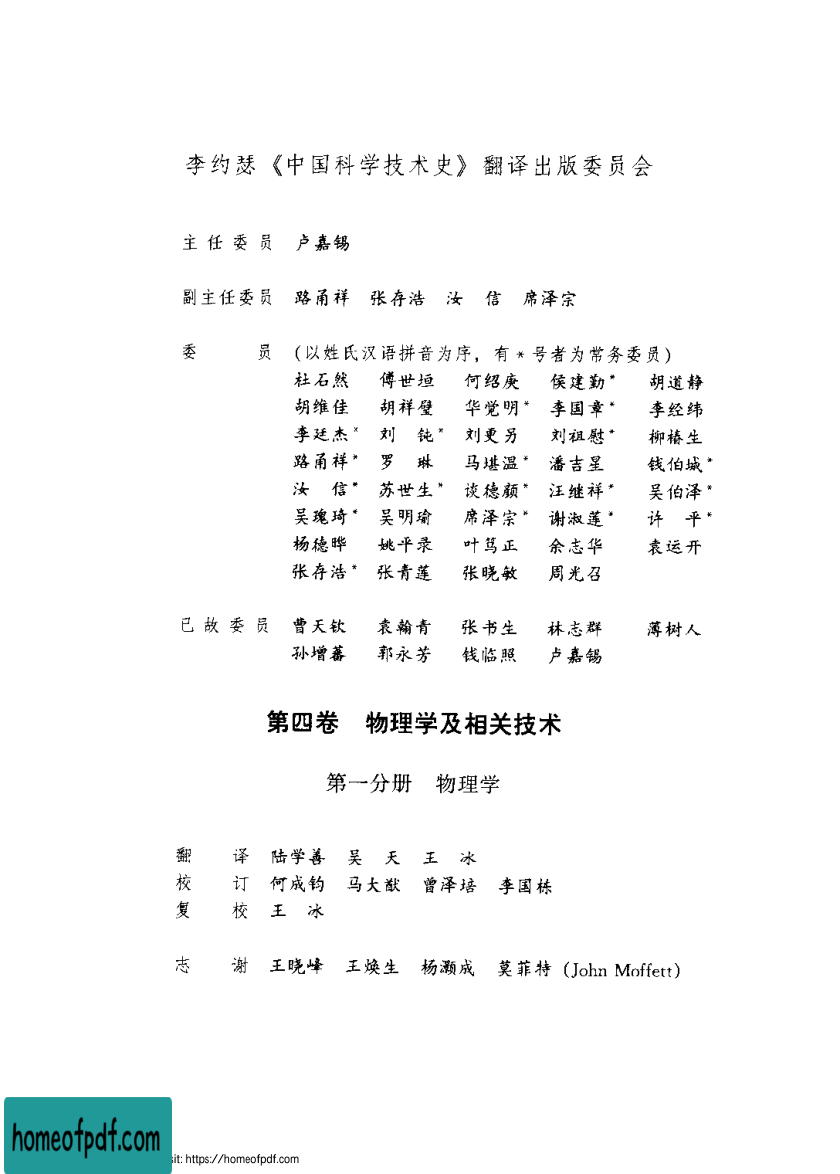 李约瑟《中国科学技术史》翻译出版委员会
主任委员 卢嘉锡
副主任委员 路甬祥 张存浩 汝 信 席泽宗
委 员 (以姓氏汉语拼音为序，有*号者为常务委员)
杜石然 傅世垣 何绍庚 侯建勤* 胡道静
胡维佳 胡祥璧 华觉明* 李国章* 李经纬
李廷杰* 刘 钝* 刘更另 刘祖慰* 柳椿生
路甬祥* 罗 琳 马堪温* 潘吉星 钱伯城*
汝 信* 苏世生* 谈德颜* 汪继祥* 吴伯泽*
吴瑰琦* 吴明瑜 席泽宗* 谢淑莲* 许 平*
杨德晔 姚平录 叶笃正 余志华 袁运开
张存浩* 张青莲 张晓敏 周光召
已故委员 曹天钦 袁翰青 张书生 林志群 薄树人
孙增蕃 郭永芳 钱临照 卢嘉锡
第四卷 物理学及相关技术
第一分册 物理学
翻 译 陆学善 吴 天 王 冰
校 订 何成钧 马大猷 曾泽培 李国栋
复 校 王 冰
志 谢 王晓峰 王焕生 杨灏成 莫菲特 (John Moffett)
homeofpdf.com
sit: https://homeofpdf.com